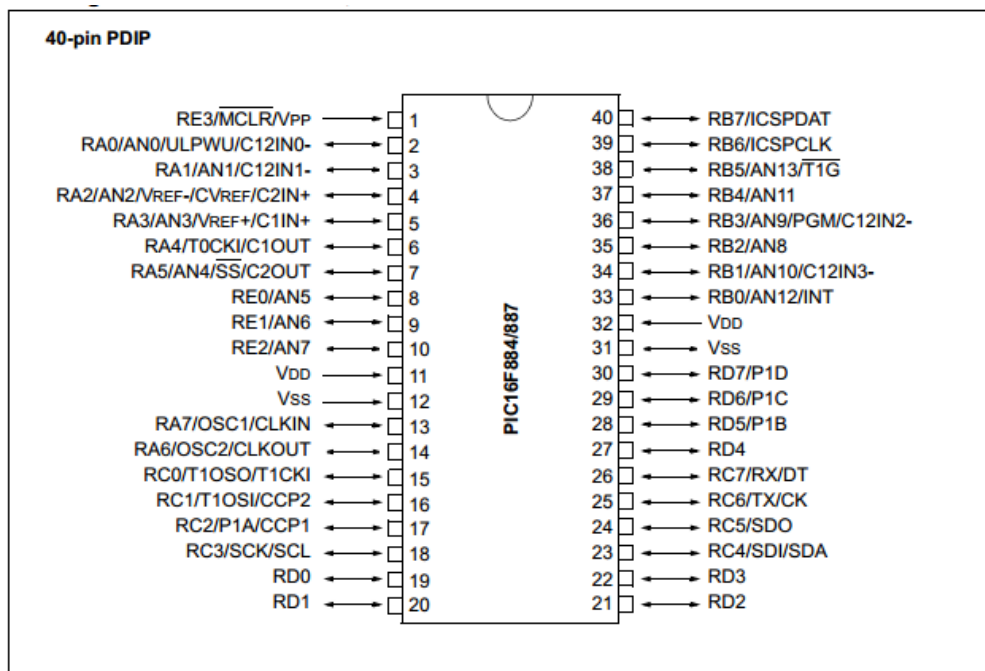 40-pin PDIP
RE3/MCLR/VPP 1
RA0/AN0/ULPWU/C12IN0- 2
RA1/AN1/C12IN1- 3
RA2/AN2/VREF-/CVREF/C2IN+ 4
RA3/AN3/VREF+/C1IN+ 5
RA4/T0CKI/C1OUT 6
RA5/AN4/SS/C2OUT 7
RE0/AN5 8
RE1/AN6 9
RE2/AN7 10
VDD 11
VSS 12
RA7/OSC1/CLKIN 13
RA6/OSC2/CLKOUT 14
RC0/T1OSO/T1CKI 15
RC1/T1OSI/CCP2 16
RC2/P1A/CCP1 17
RC3/SCK/SCL 18
RD0 19
RD1 20
PIC16F884/887
40 RB7/ICSPDAT
39 RB6/ICSPCLK
38 RB5/AN13/T1G
37 RB4/AN11
36 RB3/AN9/PGM/C12IN2-
35 RB2/AN8
34 RB1/AN10/C12IN3-
33 RB0/AN12/INT
32 VDD
31 VSS
30 RD7/P1D
29 RD6/P1C
28 RD5/P1B
27 RD4
26 RC7/RX/DT
25 RC6/TX/CK
24 RC5/SDO
23 RC4/SDI/SDA
22 RD3
21 RD2